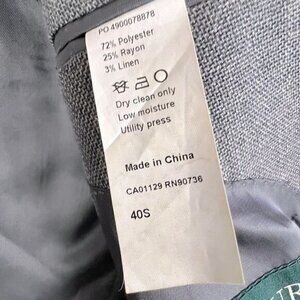 PO 4900078878
72% Polyester
25% Rayon
3% Linen
Dry clean only
Low moisture
Utility press
Made in China
CA01129 RN90736
40S